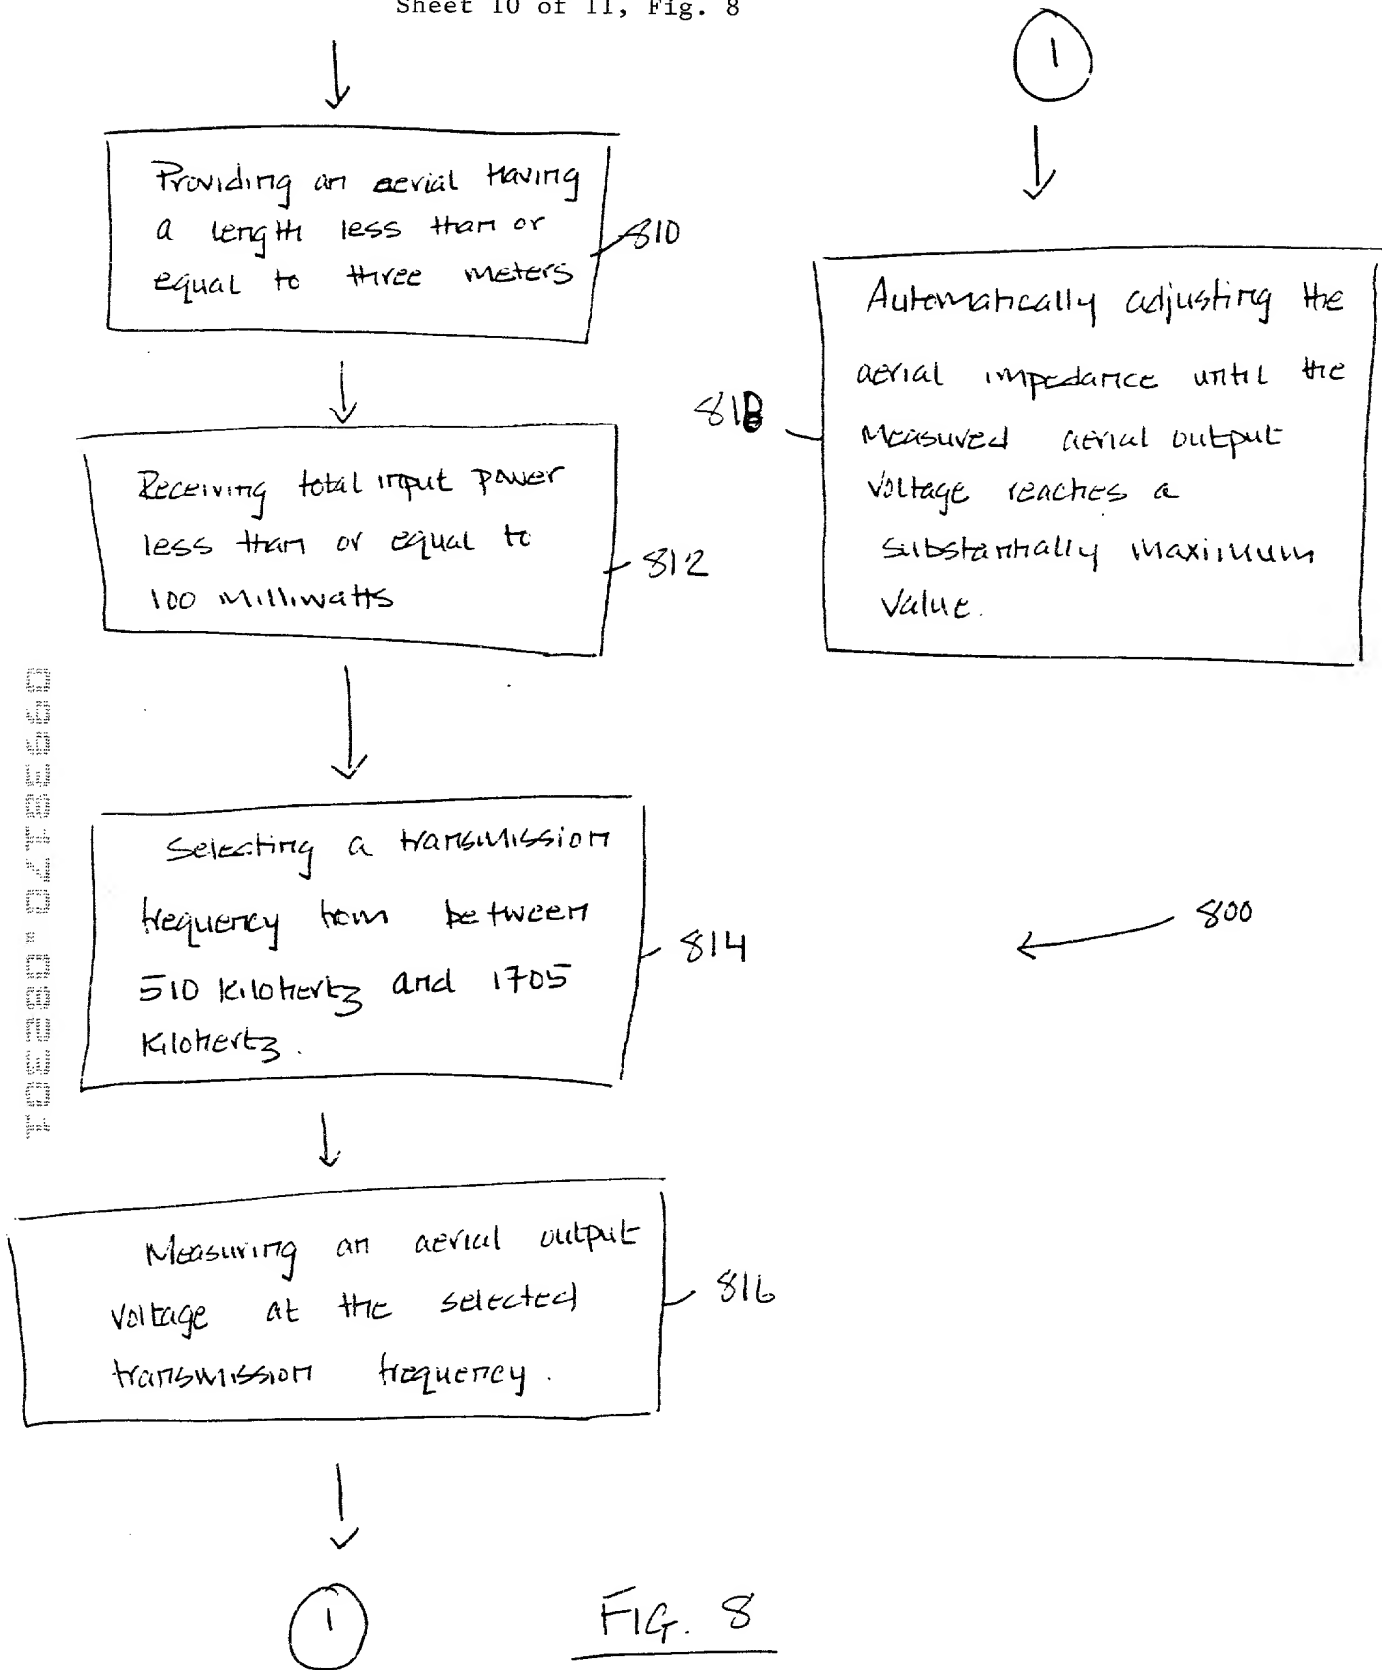 Sheet 10 of 11, Fig. 8
Providing an aerial having
a length less than or
equal to three meters
810
Receiving total input power
less than or equal to
100 Milliwatts
812
Selecting a transmission
frequency from between
510 Kilohertz and 1705
Kilohertz.
814
Measuring an aerial output
voltage at the selected
transmission frequency.
816
1
1
Automatically adjusting the
aerial impedance until the
Measured aerial output
voltage reaches a
substantially maximum
value.
818
800
FIG. 8
09938170.082301